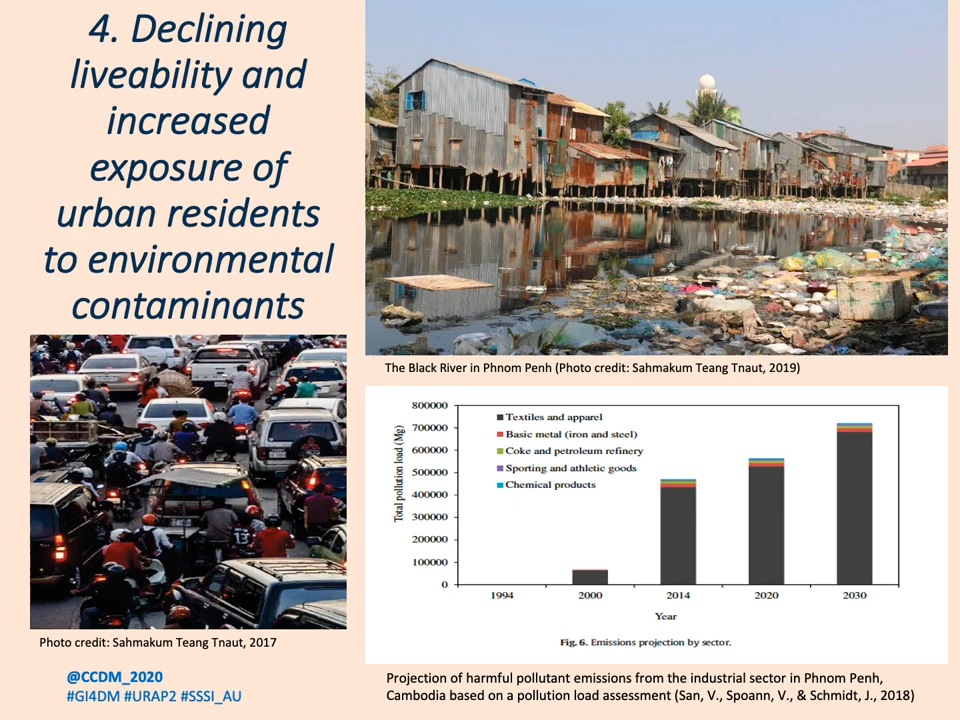 4. Declining
liveability and
increased
exposure of
urban residents
to environmental
contaminants
The Black River in Phnom Penh (Photo credit: Sahmakum Teang Tnaut, 2019)
13
Photo credit: Sahmakum Teang Tnaut, 2017
@CCDM_2020
#GI4DM #URAP2 #SSSI_AU
Total pollution load (Mg)
800000
700000
600000
500000
400000
300000
200000
100000
0
Textiles and apparel
Basic metal (iron and steel)
Coke and petroleum refinery
Sporting and athletic goods
Chemical products
1994 2000 2014 2020 2030
Year
Fig. 6. Emissions projection by sector.
Projection of harmful pollutant emissions from the industrial sector in Phnom Penh,
Cambodia based on a pollution load assessment (San, V., Spoann, V., & Schmidt, J., 2018)